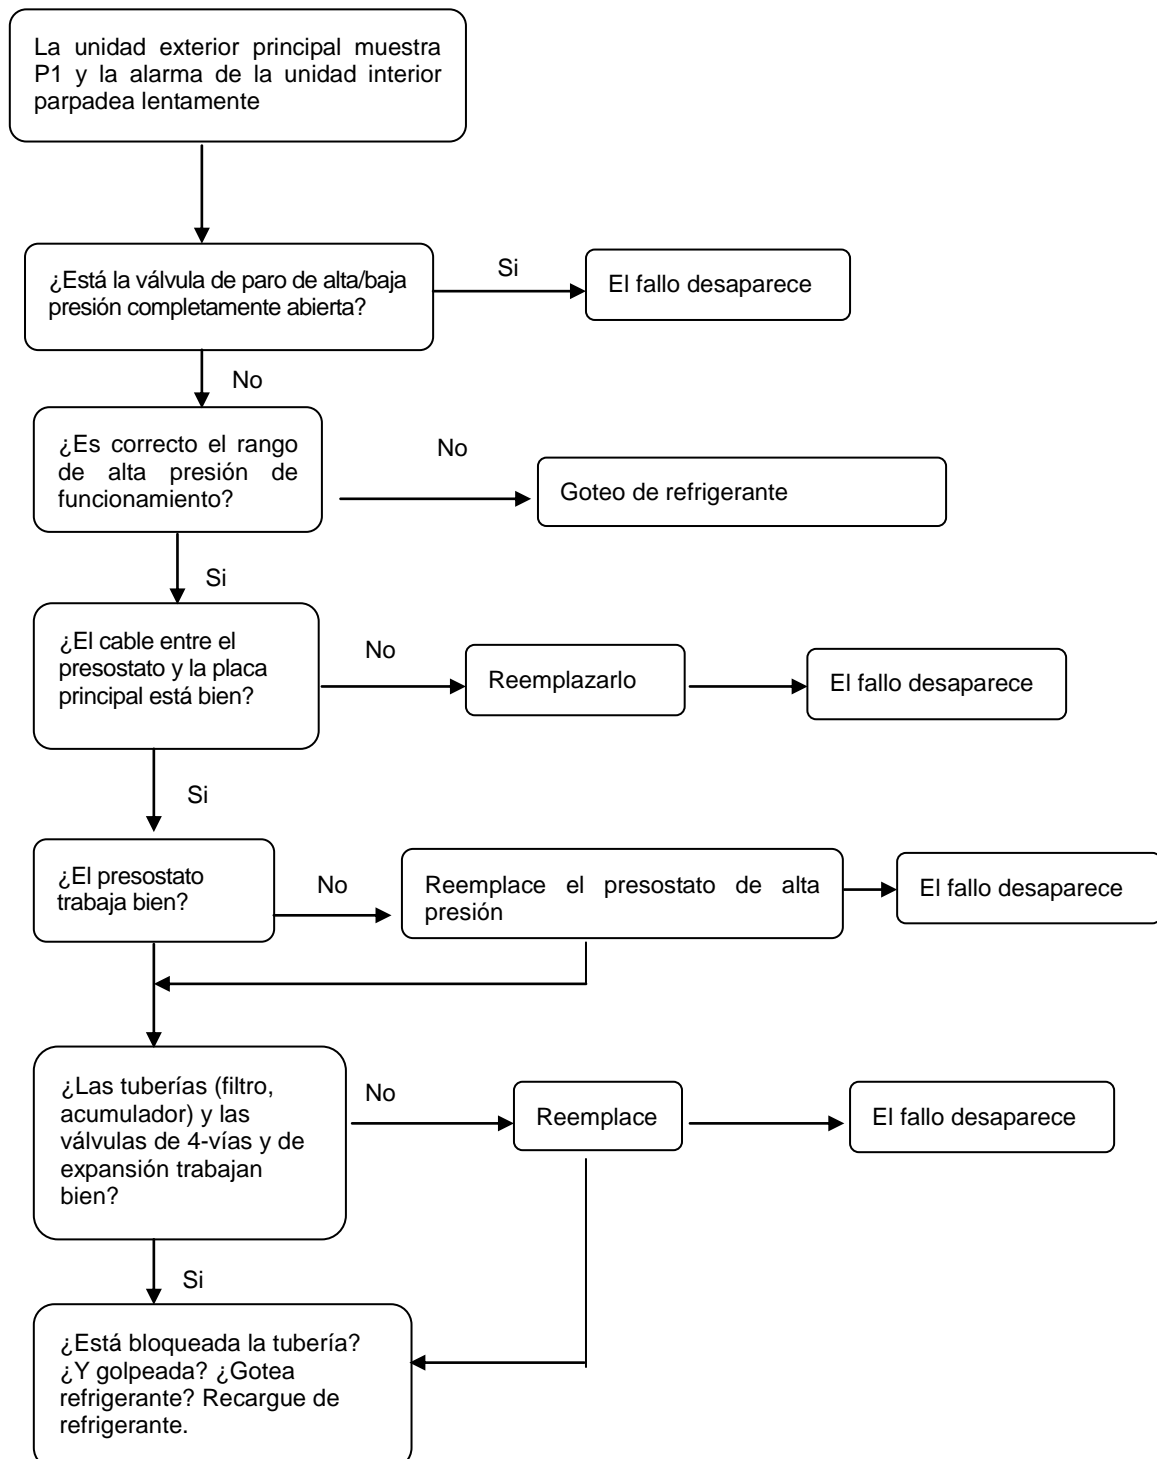 La unidad exterior principal muestra
P1 y la alarma de la unidad interior
parpadea lentamente
¿Está la válvula de paro de alta/baja
presión completamente abierta?
Si
El fallo desaparece
No
¿Es correcto el rango
de alta presión de
funcionamiento?
No
Goteo de refrigerante
Si
¿El cable entre el
presostato y la placa
principal está bien?
No
Reemplazarlo
El fallo desaparece
Si
¿El presostato
trabaja bien?
No
Reemplace el presostato de alta
presión
El fallo desaparece
¿Las tuberías (filtro,
acumulador) y las
válvulas de 4-vías y de
expansión trabajan
bien?
No
Reemplace
El fallo desaparece
Si
¿Está bloqueada la tubería?
¿Y golpeada? ¿Gotea
refrigerante? Recargue de
refrigerante.